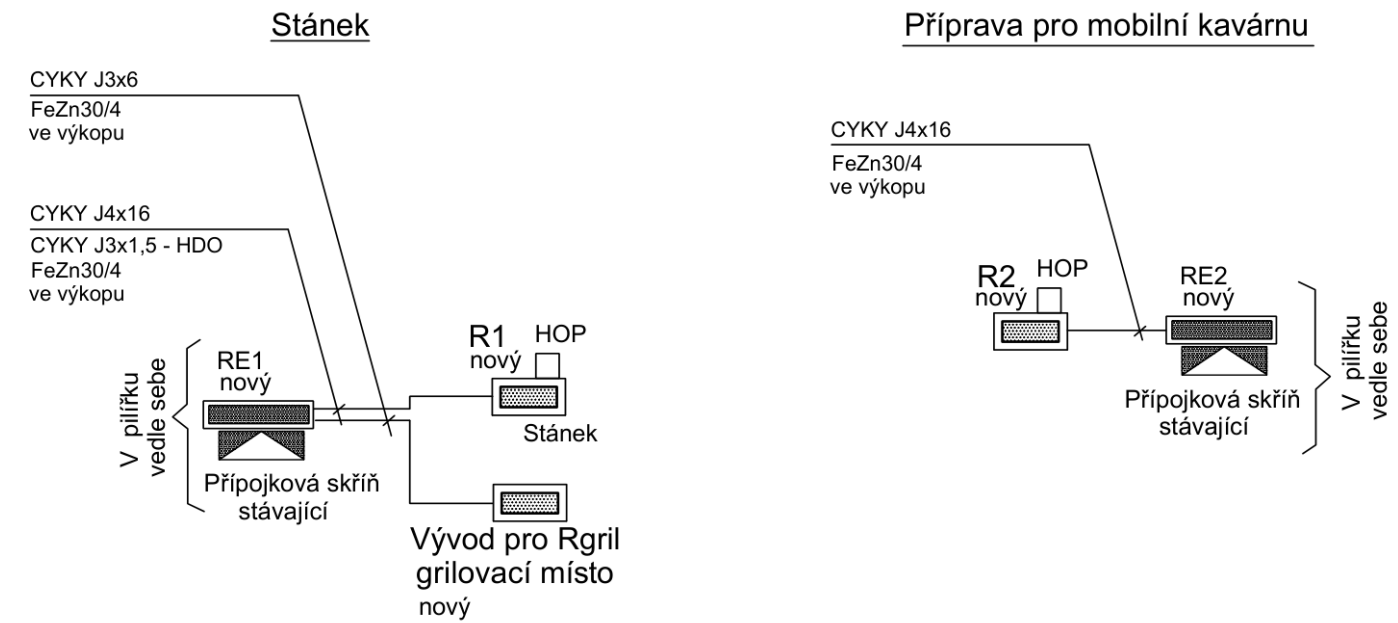 Stánek
CYKY J3x6
FeZn30/4
ve výkopu
CYKY J4x16
CYKY J3x1,5 - HDO
FeZn30/4
ve výkopu
V pilířku
vedle sebe
RE1
nový
Přípojková skříň
stávající
R1
nový
HOP
Stánek
Vývod pro Rgril
grilovací místo
nový
Příprava pro mobilní kavárnu
CYKY J4x16
FeZn30/4
ve výkopu
R2
nový
HOP
RE2
nový
Přípojková skříň
stávající
V pilířku
vedle sebe